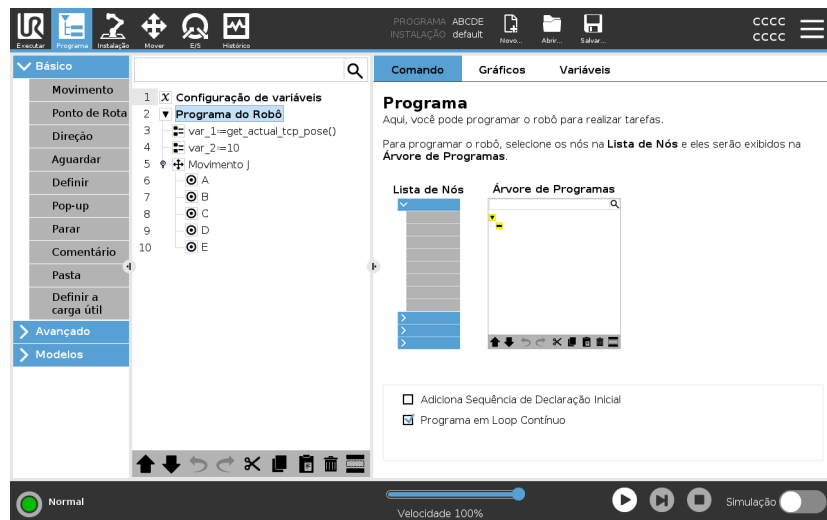 UR
PROGRAMA ABCDE
INSTALAÇÃO default
CCCC
CCCC
Executar
Programa
Instalação
Mover
E/S
Histórico
Novo...
Abrir...
Salvar...
Básico
Movimento
Ponto de Rota
Direção
Aguardar
Definir
Pop-up
Parar
Comentário
Pasta
Definir a
carga útil
Avançado
Modelos
1 X Configuração de variáveis
2 Programa do Robô
3 var_1:=get_actual_tcp_pose()
4 var_2:=10
5 Movimento J
6 A
7 B
8 C
9 D
10 E
Comando
Gráficos
Variáveis
Programa
Aqui, você pode programar o robô para realizar tarefas.
Para programar o robô, selecione os nós na Lista de Nós e eles serão exibidos na
Árvore de Programas.
Lista de Nós
Árvore de Programas
Adiciona Sequência de Declaração Inicial
Programa em Loop Contínuo
Normal
Velocidade 100%
Simulação